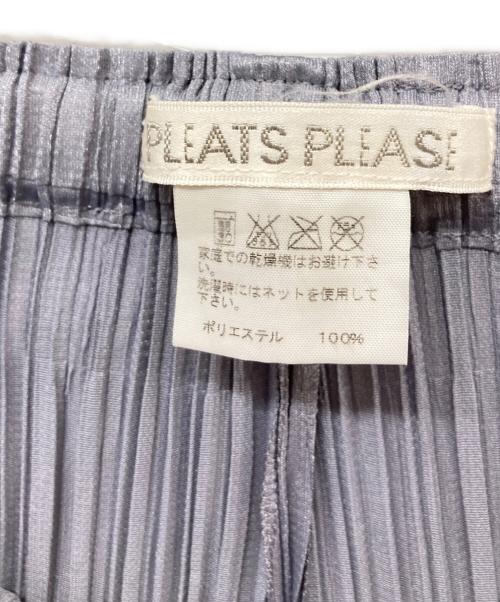 PLEATS PLEASE
家庭での乾燥機はお避け下さ
い。
洗濯時にはネットを使用して
下さい。
ポリエステル 100%